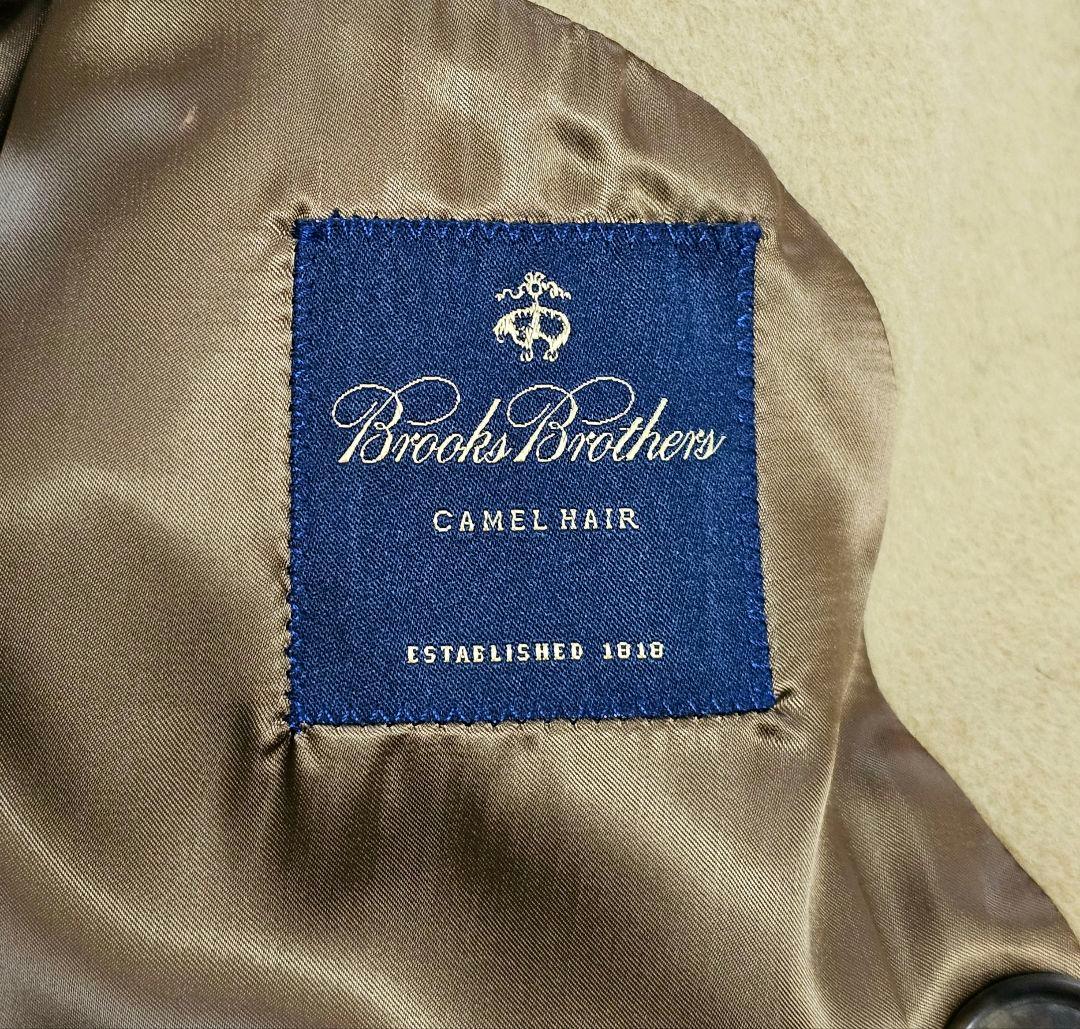 Brooks Brothers
CAMEL HAIR
ESTABLISHED 1818